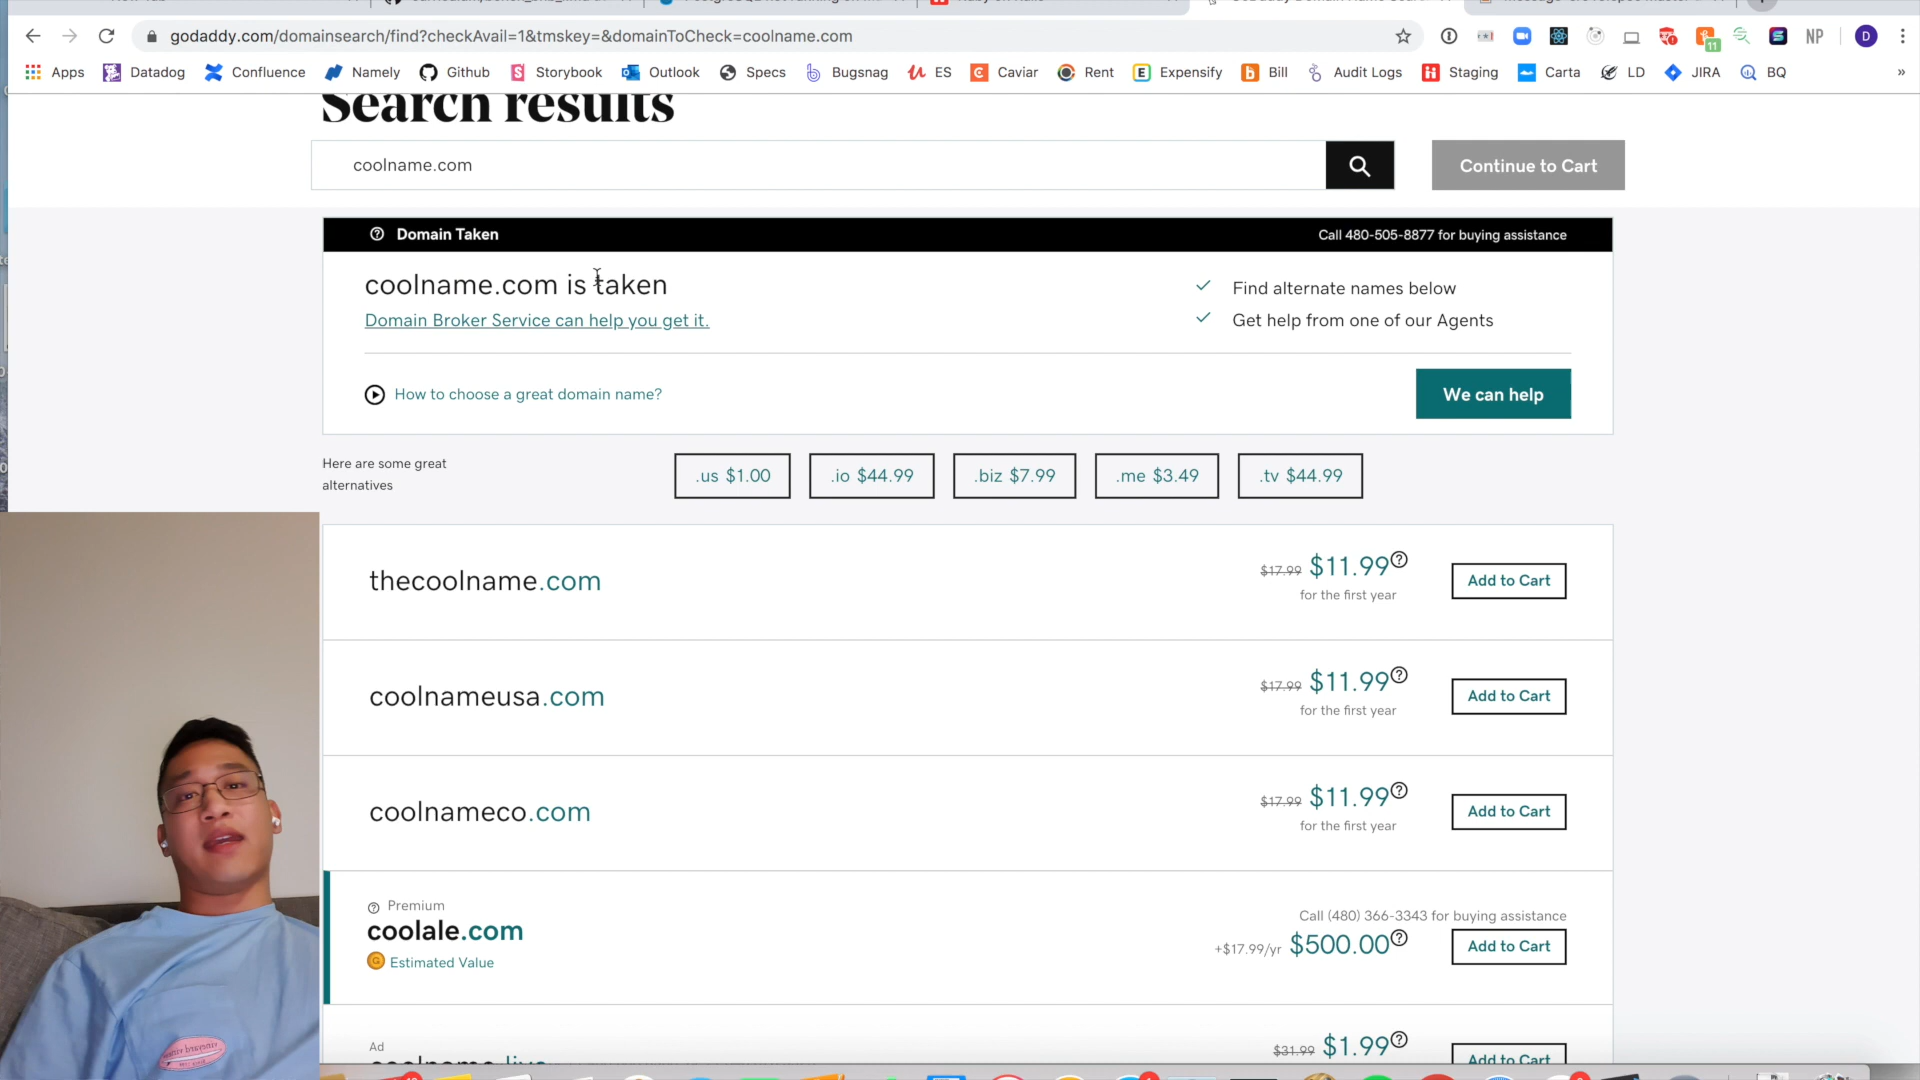 godaddy.com/domainsearch/find?checkAvail=1&tmskey=&domainToCheck=coolname.com
11
NP
D
Apps
Datadog
Confluence
Namely
Github
Storybook
Outlook
Specs
Bugsnag
ES
Caviar
Rent
Expensify
Bill
Audit Logs
Staging
Carta
LD
JIRA
BQ
»
Search results
coolname.com
Continue to Cart
Domain Taken
Call 480-505-8877 for buying assistance
coolname.com is taken
Domain Broker Service can help you get it.
Find alternate names below
Get help from one of our Agents
How to choose a great domain name?
We can help
Here are some great
alternatives
.us $1.00
.io $44.99
.biz $7.99
.me $3.49
.tv $44.99
thecoolname.com
$17.99 $11.99
for the first year
Add to Cart
coolnameusa.com
$17.99 $11.99
for the first year
Add to Cart
coolnameco.com
$17.99 $11.99
for the first year
Add to Cart
Premium
coolale.com
Estimated Value
Call (480) 366-3343 for buying assistance
+$17.99/yr $500.00
Add to Cart
Ad
coolname.live
$31.99 $1.99
Add to Cart